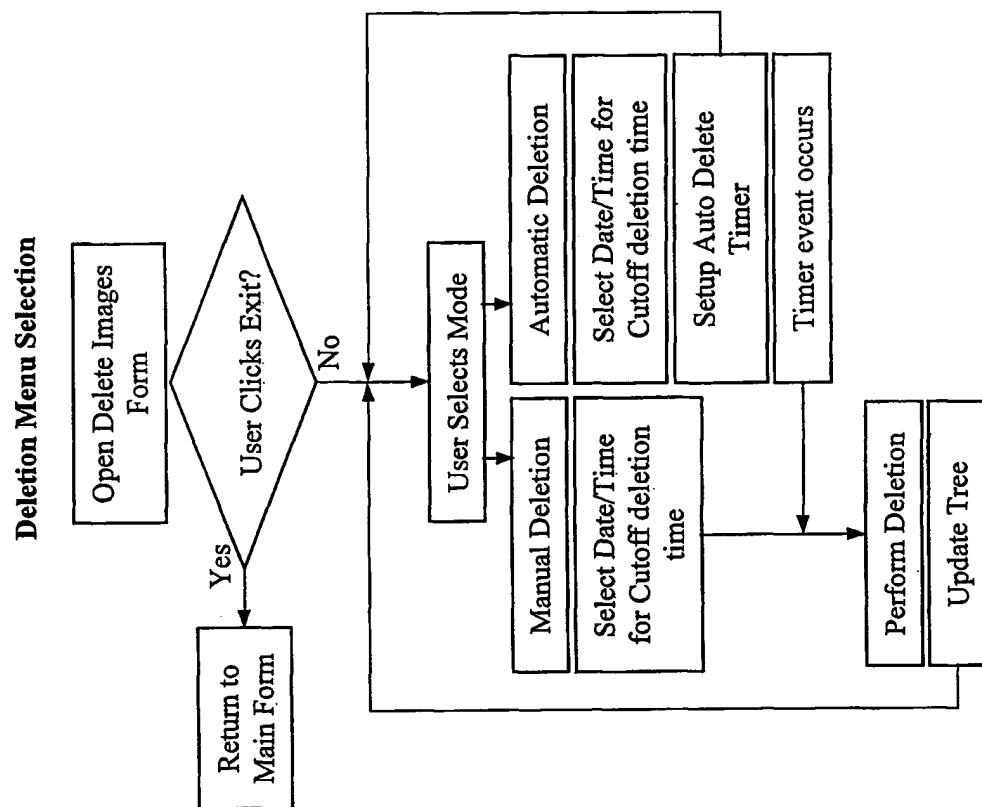 Deletion Menu Selection
Open Delete Images
Form
User Clicks Exit?
Yes
No
Return to
Main Form
User Selects Mode
Manual Deletion
Select Date/Time
for Cutoff deletion
time
Automatic Deletion
Select Date/Time for
Cutoff deletion time
Setup Auto Delete
Timer
Timer event occurs
Perform Deletion
Update Tree